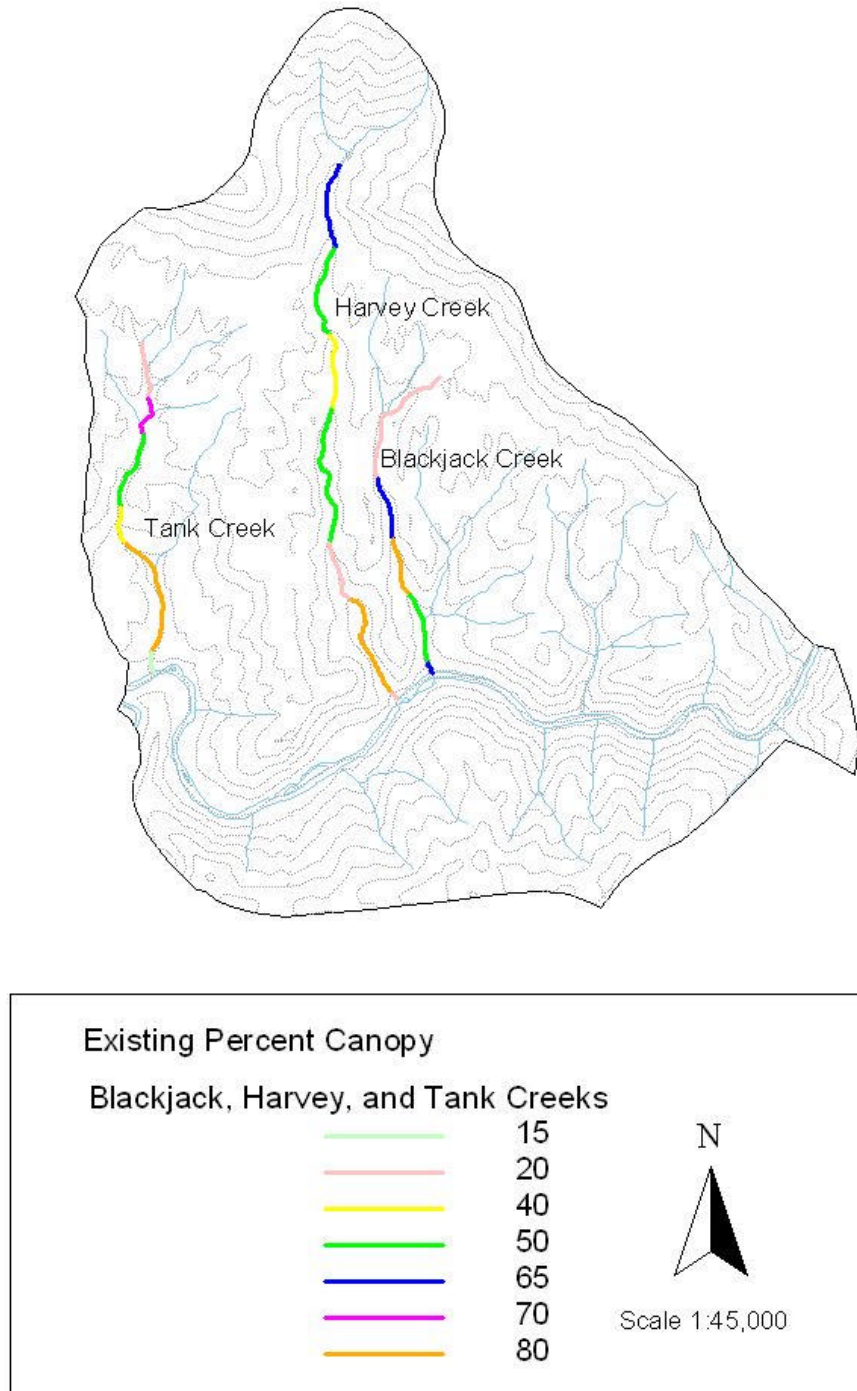 Harvey Creek
Blackjack Creek
Tank Creek
Existing Percent Canopy
Blackjack, Harvey, and Tank Creeks
15
20
40
50
65
70
80
N
Scale 1:45,000